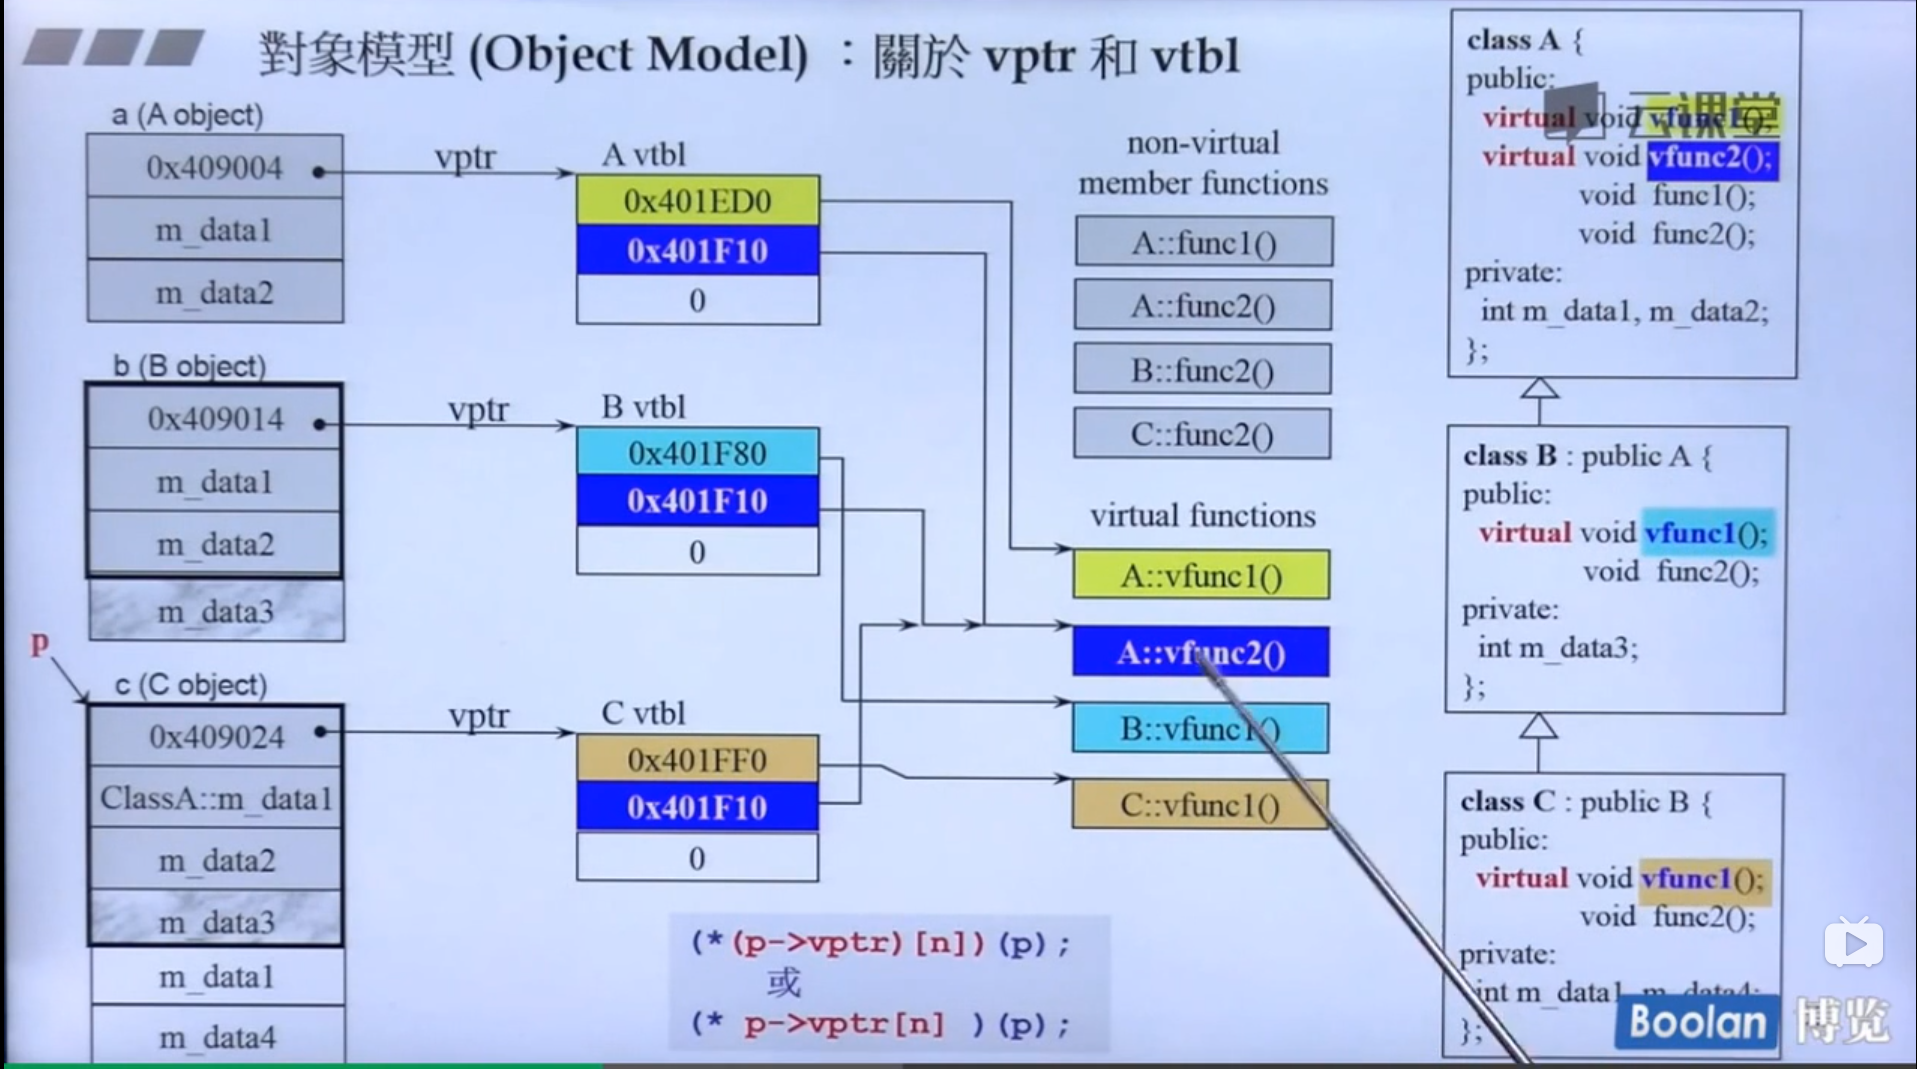 對象模型 (Object Model) ：關於 vptr 和 vtbl
a (A object)
0x409004
m_data1
m_data2
vptr
A vtbl
0x401ED0
0x401F10
0
b (B object)
0x409014
m_data1
m_data2
m_data3
vptr
B vtbl
0x401F80
0x401F10
0
p
c (C object)
0x409024
ClassA::m_data1
m_data2
m_data3
m_data1
m_data4
vptr
C vtbl
0x401FF0
0x401F10
0
(*(p->vptr)[n])(p);
或
(* p->vptr[n] )(p);
non-virtual
member functions
A::func1()
A::func2()
B::func2()
C::func2()
virtual functions
A::vfunc1()
A::vfunc2()
B::vfunc1()
C::vfunc1()
class A {
public:
virtual void vfunc1();
virtual void vfunc2();
void func1();
void func2();
private:
int m_data1, m_data2;
};
云课堂
class B : public A {
public:
virtual void vfunc1();
void func2();
private:
int m_data3;
};
class C : public B {
public:
virtual void vfunc1();
void func2();
private:
int m_data1, m_data4;
};
Boolan 博览